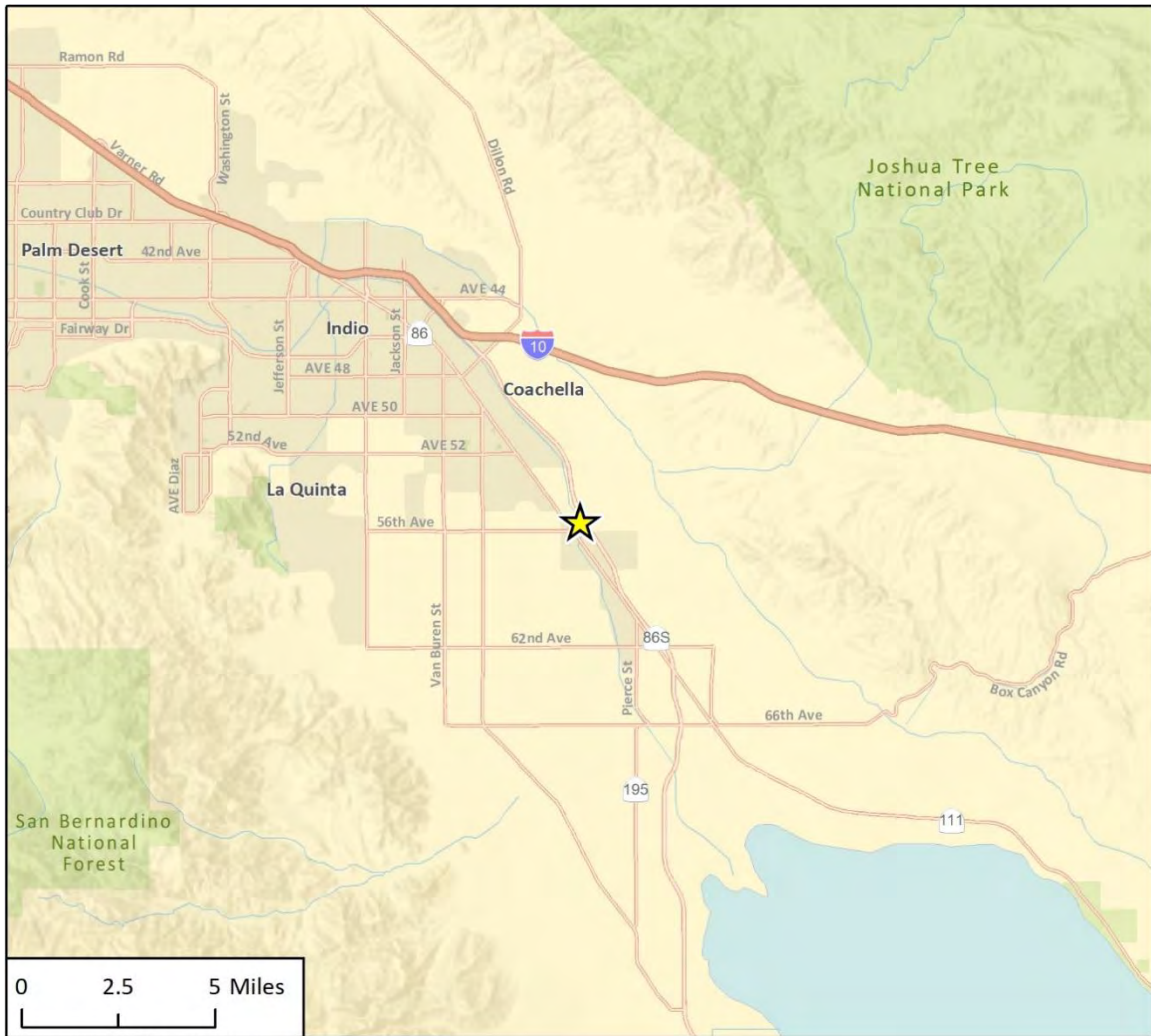 Ramon Rd
Washington St
Varner Rd
Dillon Rd
Joshua Tree
National Park
Country Club Dr
Palm Desert
42nd Ave
Cook St
AVE 44
Fairway Dr
Indio
86
Jefferson St
Jackson St
10
AVE 48
Coachella
AVE 50
52nd Ave
AVE 52
AVE Diaz
La Quinta
56th Ave
Van Buren St
62nd Ave
86S
Pierce St
Box Canyon Rd
66th Ave
195
111
San Bernardino
National
Forest
0 2.5 5 Miles